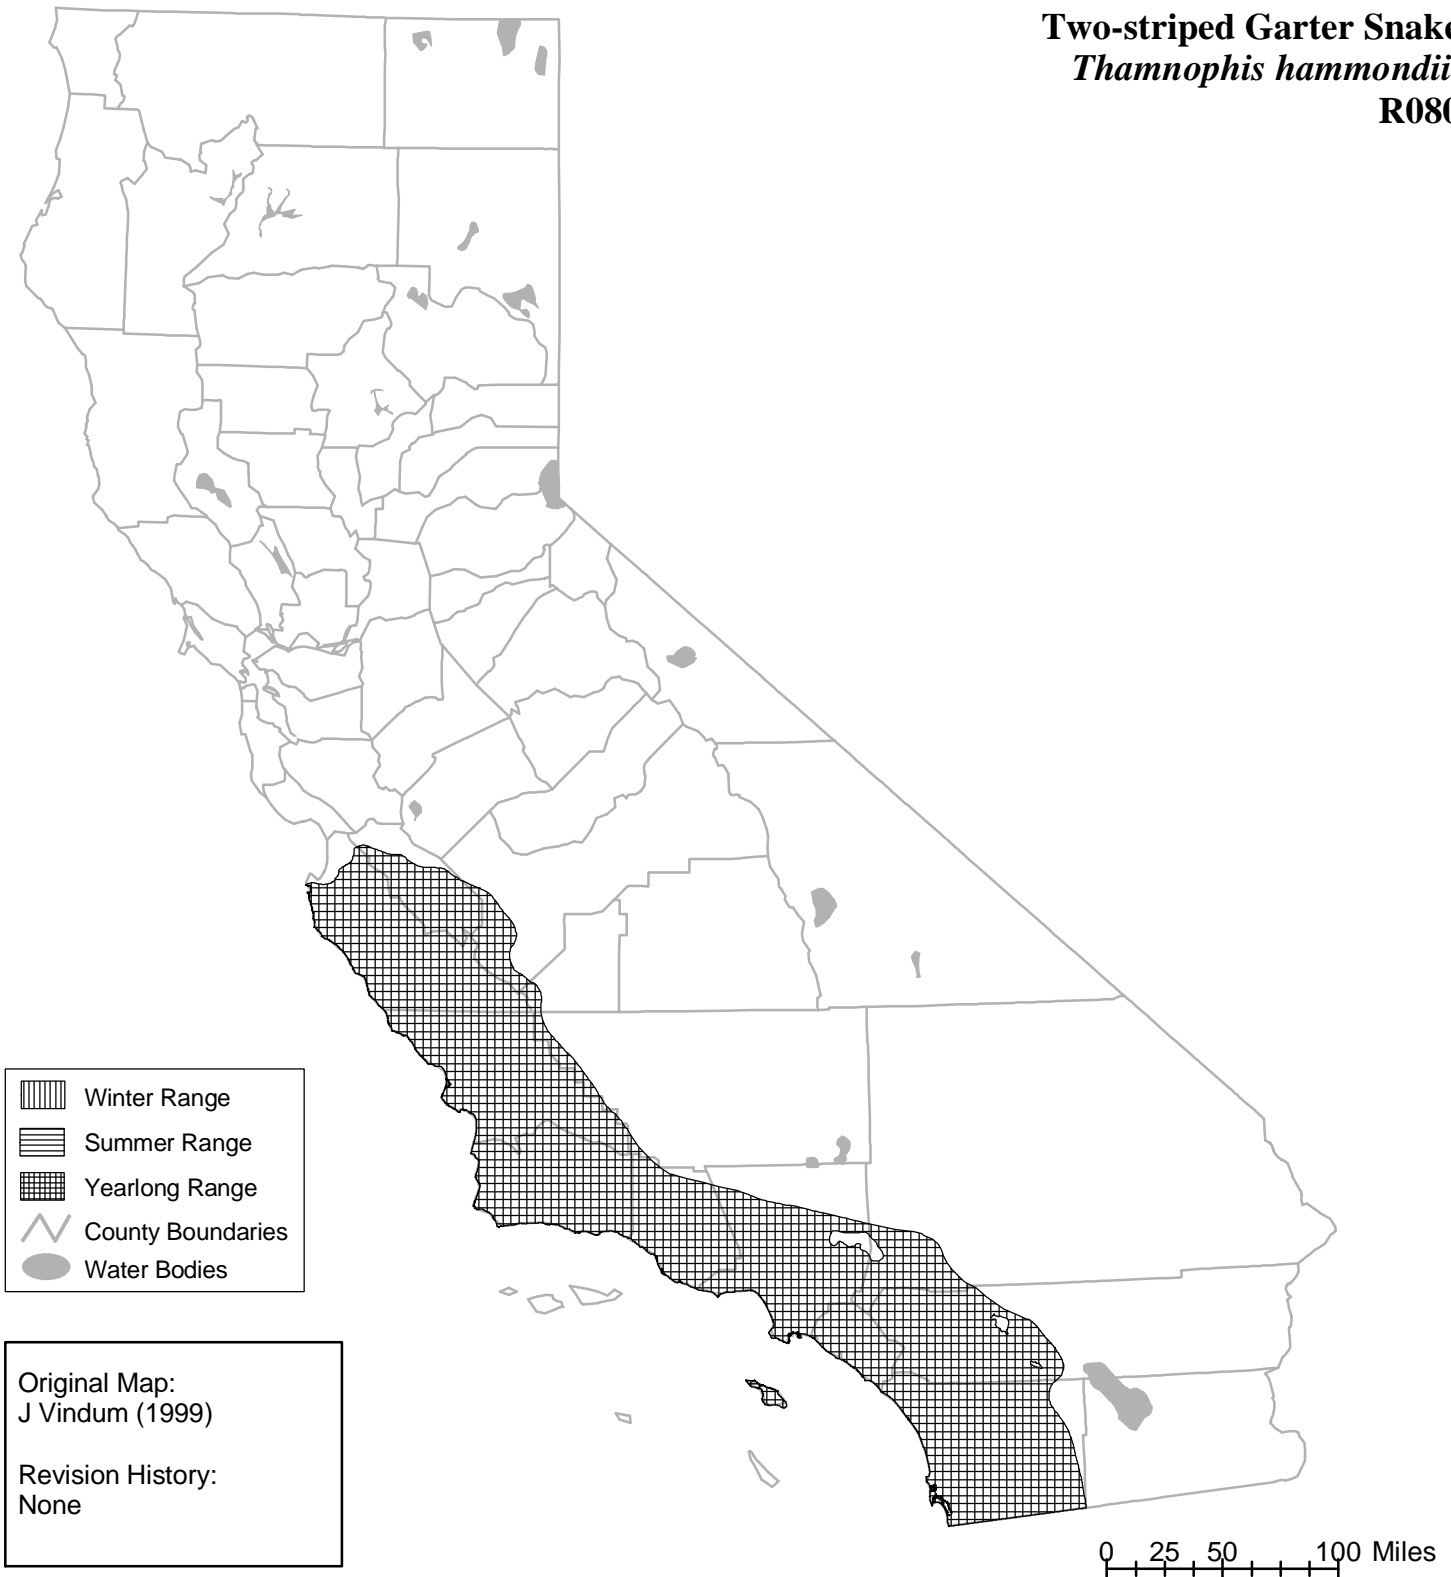 Two-striped Garter Snake
Thamnophis hammondii
R080
Winter Range
Summer Range
Yearlong Range
County Boundaries
Water Bodies
Original Map:
J Vindum (1999)
Revision History:
None
0 25 50 100 Miles